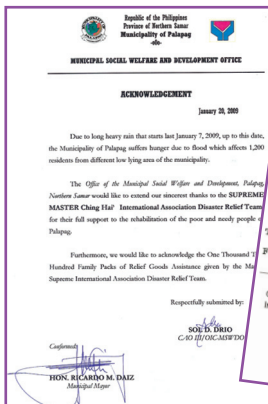 Republic of the Philippines
Province of Northern Samar
Municipality of Palapag
-o0o-
MUNICIPAL SOCIAL WELFARE AND DEVELOPMENT OFFICE
ACKNOWLEDGEMENT
January 20, 2009
Due to long heavy rain that starts last January 7, 2009, up to this date,
the Municipality of Palapag suffers hunger due to flood which affects 1,200
residents from different low lying area of the municipality.
The Office of the Municipal Social Welfare and Development, Palapag,
Northern Samar would like to extend our sincerest thanks to the SUPREME
MASTER Ching Hai' International Association Disaster Relief Team
for their full support to the rehabilitation of the poor and needy people
Palapag.
Furthermore, we would like to acknowledge the One Thousand
Hundred Family Packs of Relief Goods Assistance given by the
Supreme International Association Disaster Relief Team.
Respectfully submitted by:
SOL D. DRIO
C/O III/OIC-MSWDO
Conformed:
HON. RICARDO M. DAIZ
Municipal Mayor